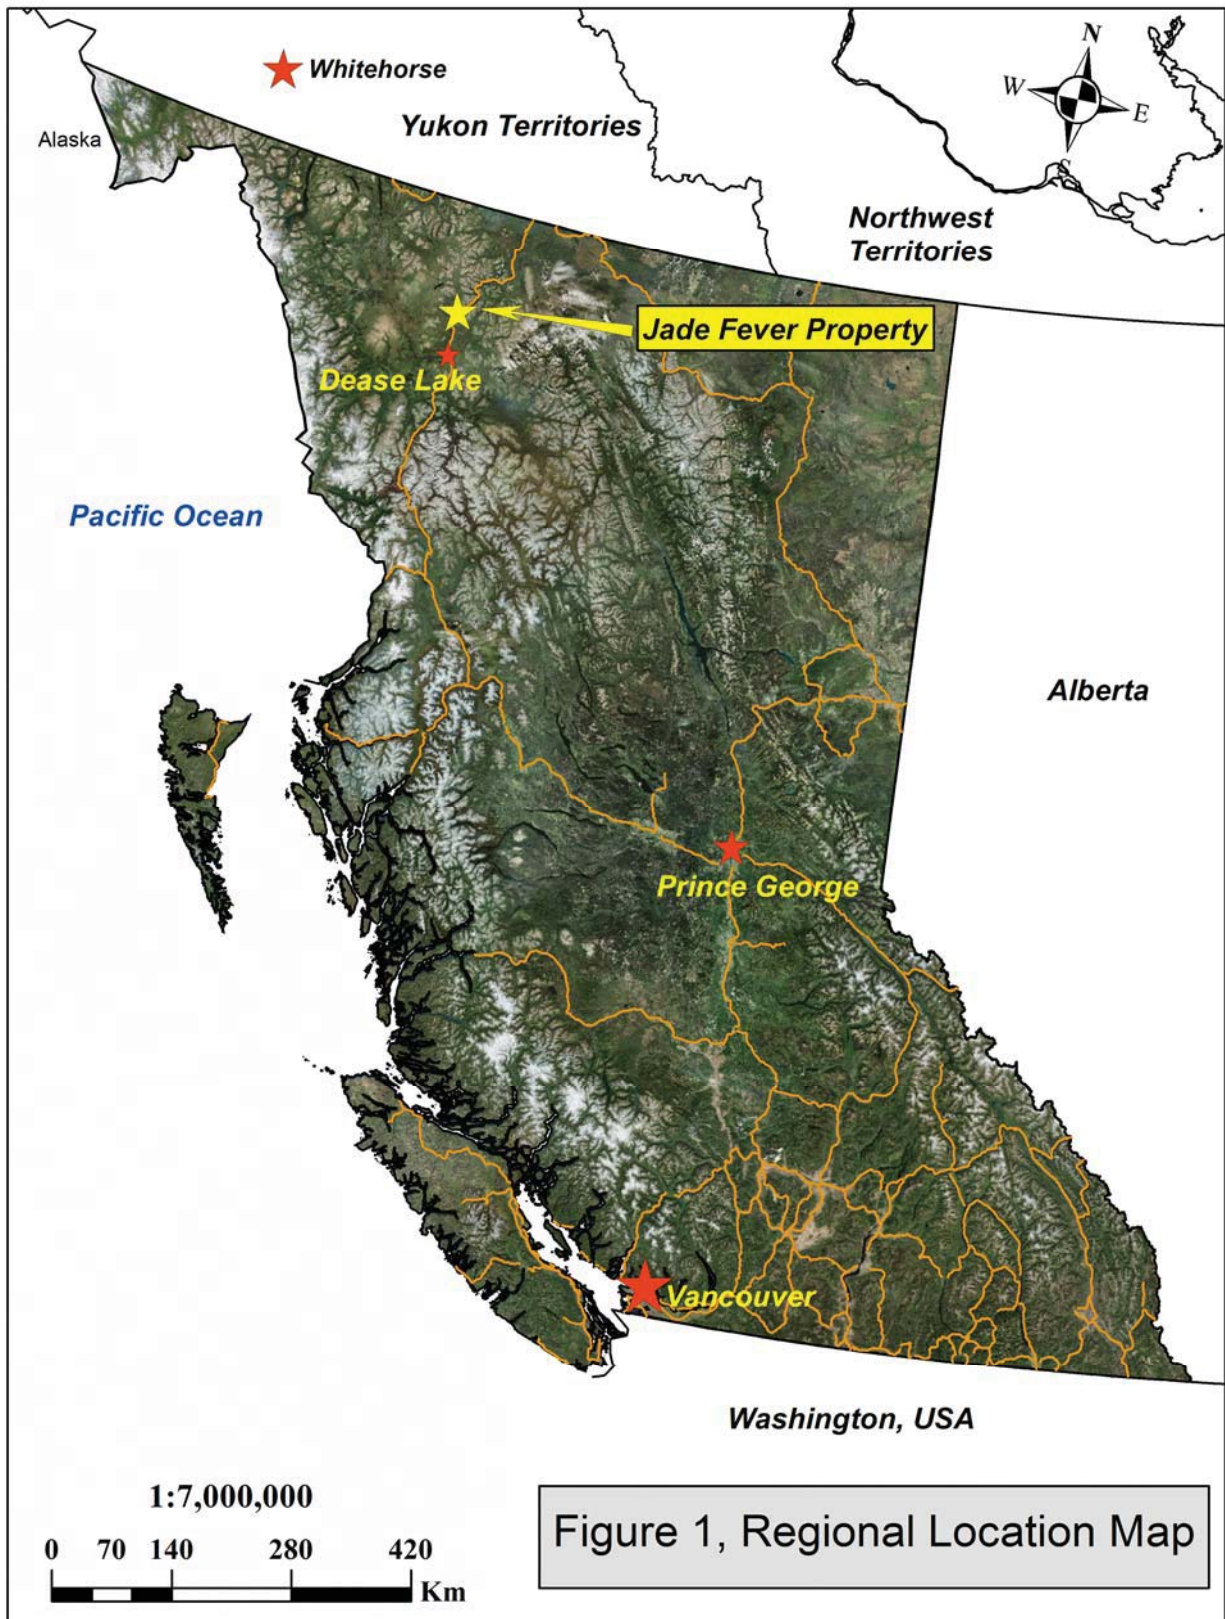 Whitehorse
N
W
E
S
Alaska
Yukon Territories
Northwest
Territories
Jade Fever Property
Dease Lake
Pacific Ocean
Alberta
Prince George
Vancouver
Washington, USA
1:7,000,000
0 70 140 280 420
Km
Figure 1, Regional Location Map